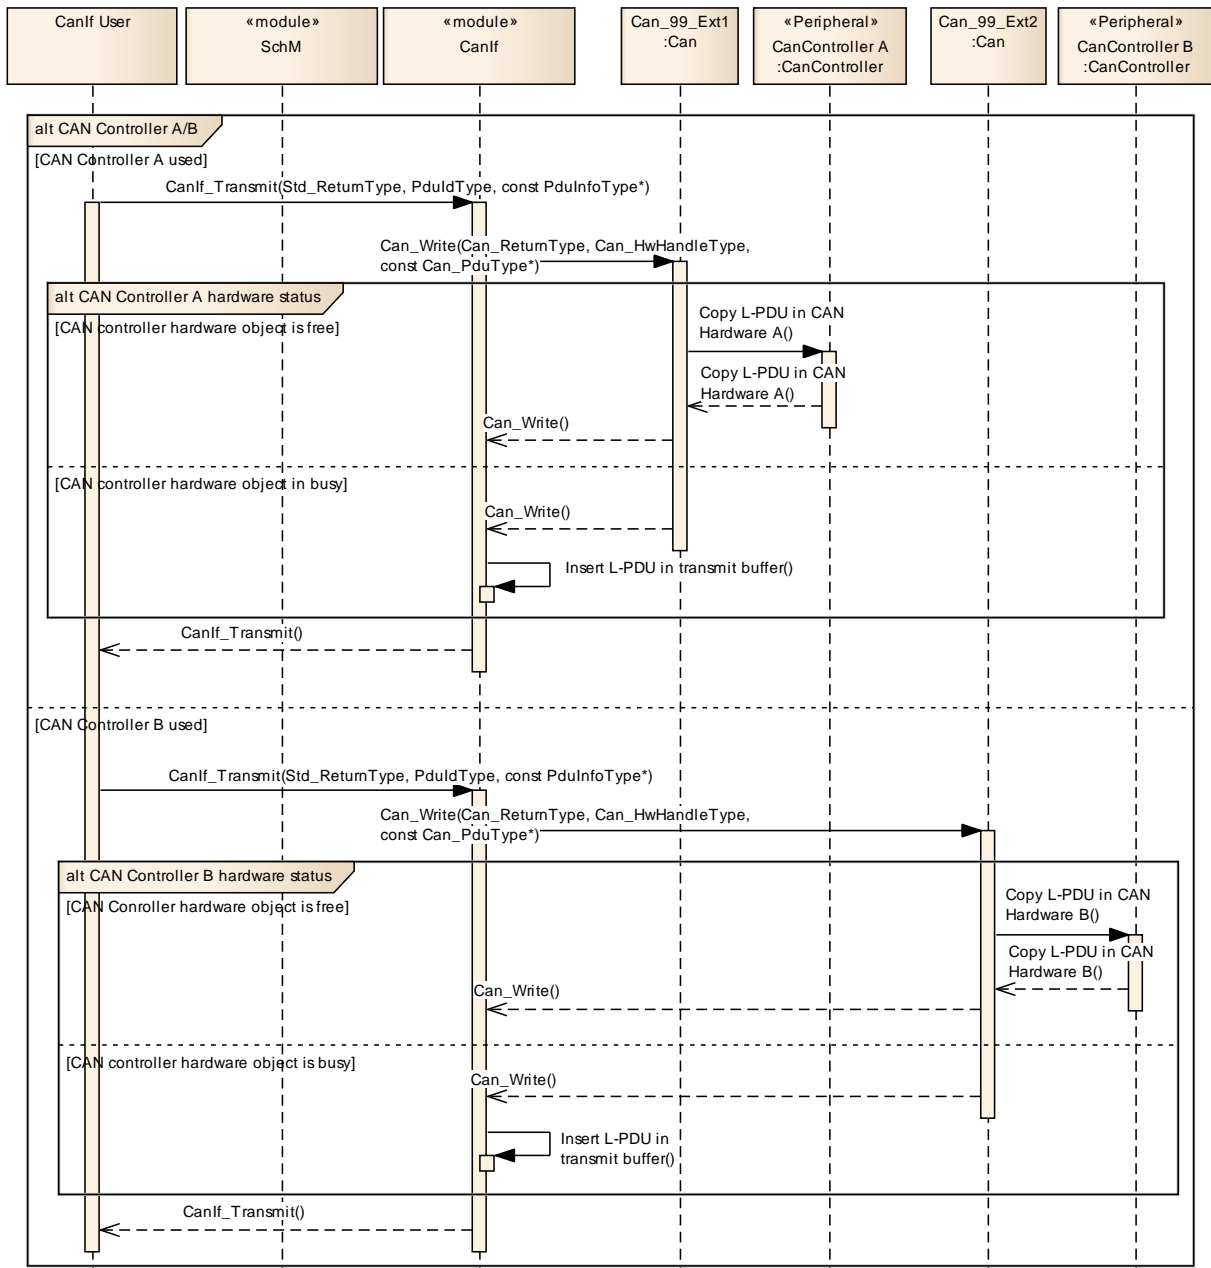 CanIf User
«module»
SchM
«module»
CanIf
Can_99_Ext1
:Can
«Peripheral»
CanController A
:CanController
Can_99_Ext2
:Can
«Peripheral»
CanController B
:CanController
alt CAN Controller A/B
[CAN Controller A used]
CanIf_Transmit(Std_ReturnType, PduIdType, const PduInfoType*)
Can_Write(Can_ReturnType, Can_HwHandleType,
const Can_PduType*)
alt CAN Controller A hardware status
[CAN controller hardware object is free]
Copy L-PDU in CAN
Hardware A()
Copy L-PDU in CAN
Hardware A()
Can_Write()
[CAN controller hardware object in busy]
Can_Write()
Insert L-PDU in transmit buffer()
CanIf_Transmit()
[CAN Controller B used]
CanIf_Transmit(Std_ReturnType, PduIdType, const PduInfoType*)
Can_Write(Can_ReturnType, Can_HwHandleType,
const Can_PduType*)
alt CAN Controller B hardware status
[CAN Conroller hardware object is free]
Copy L-PDU in CAN
Hardware B()
Copy L-PDU in CAN
Hardware B()
Can_Write()
[CAN controller hardware object is busy]
Can_Write()
Insert L-PDU in
transmit buffer()
CanIf_Transmit()